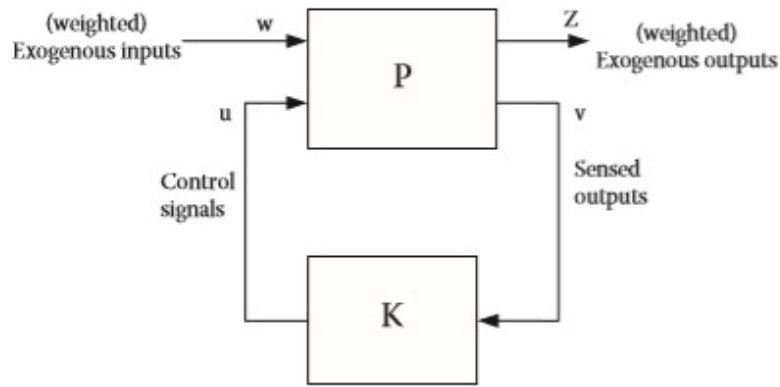 (weighted)
Exogenous inputs
w
P
Z
(weighted)
Exogenous outputs
u
v
Control
signals
Sensed
outputs
K